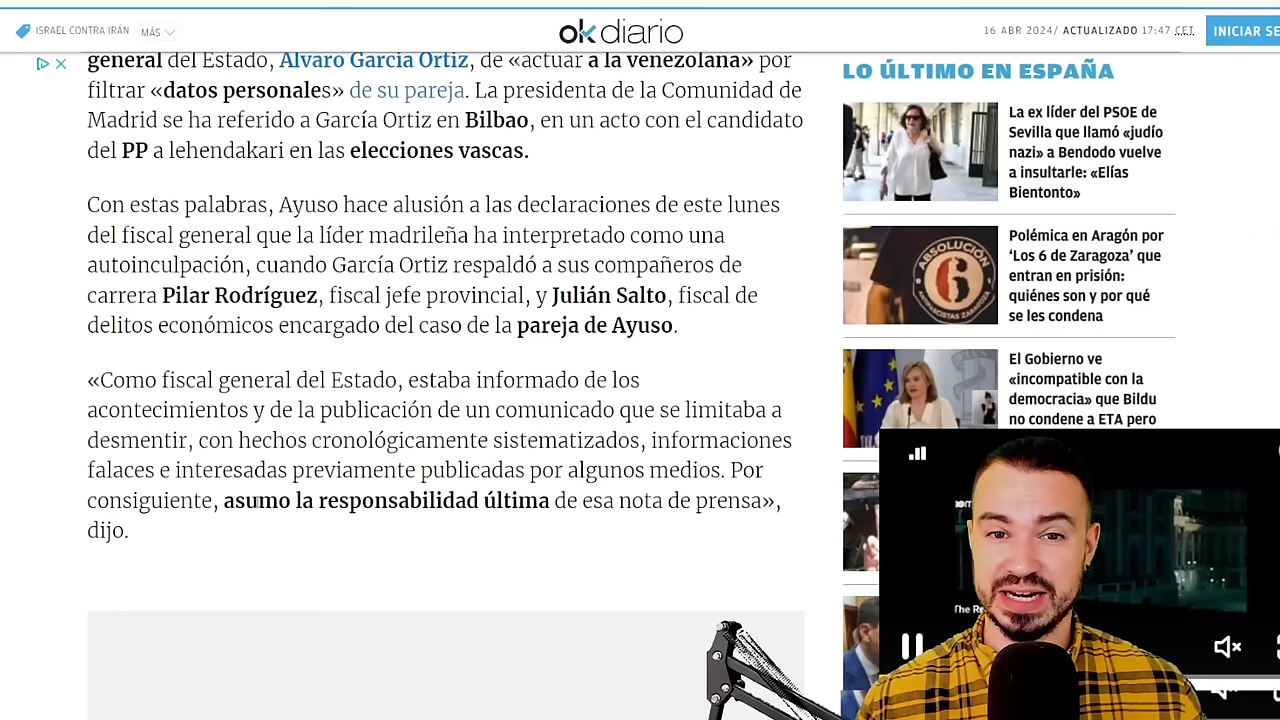 ISRAEL CONTRA IRÁN
MÁS
okdiario
16 ABR 2024/ ACTUALIZADO 17:47 CET
INICIAR SE
general del Estado, Álvaro García Ortiz, de «actuar a la venezolana» por
filtrar «datos personales» de su pareja. La presidenta de la Comunidad de
Madrid se ha referido a García Ortiz en Bilbao, en un acto con el candidato
del PP a lehendakari en las elecciones vascas.
Con estas palabras, Ayuso hace alusión a las declaraciones de este lunes
del fiscal general que la líder madrileña ha interpretado como una
autoinculpación, cuando García Ortiz respaldó a sus compañeros de
carrera Pilar Rodríguez, fiscal jefe provincial, y Julián Salto, fiscal de
delitos económicos encargado del caso de la pareja de Ayuso.
«Como fiscal general del Estado, estaba informado de los
acontecimientos y de la publicación de un comunicado que se limitaba a
desmentir, con hechos cronológicamente sistematizados, informaciones
falaces e interesadas previamente publicadas por algunos medios. Por
consiguiente, asumo la responsabilidad última de esa nota de prensa»,
dijo.
LO ÚLTIMO EN ESPAÑA
La ex líder del PSOE de
Sevilla que llamó «judío
nazi» a Bendodo vuelve
a insultarle: «Elías
Bientonto»
ABSOLUCIÓN
6
ANTIFASCISTAS ZARAGOZA
Polémica en Aragón por
‘Los 6 de Zaragoza’ que
entran en prisión:
quiénes son y por qué
se les condena
El Gobierno ve
«incompatible con la
democracia» que Bildu
no condene a ETA pero
The Re